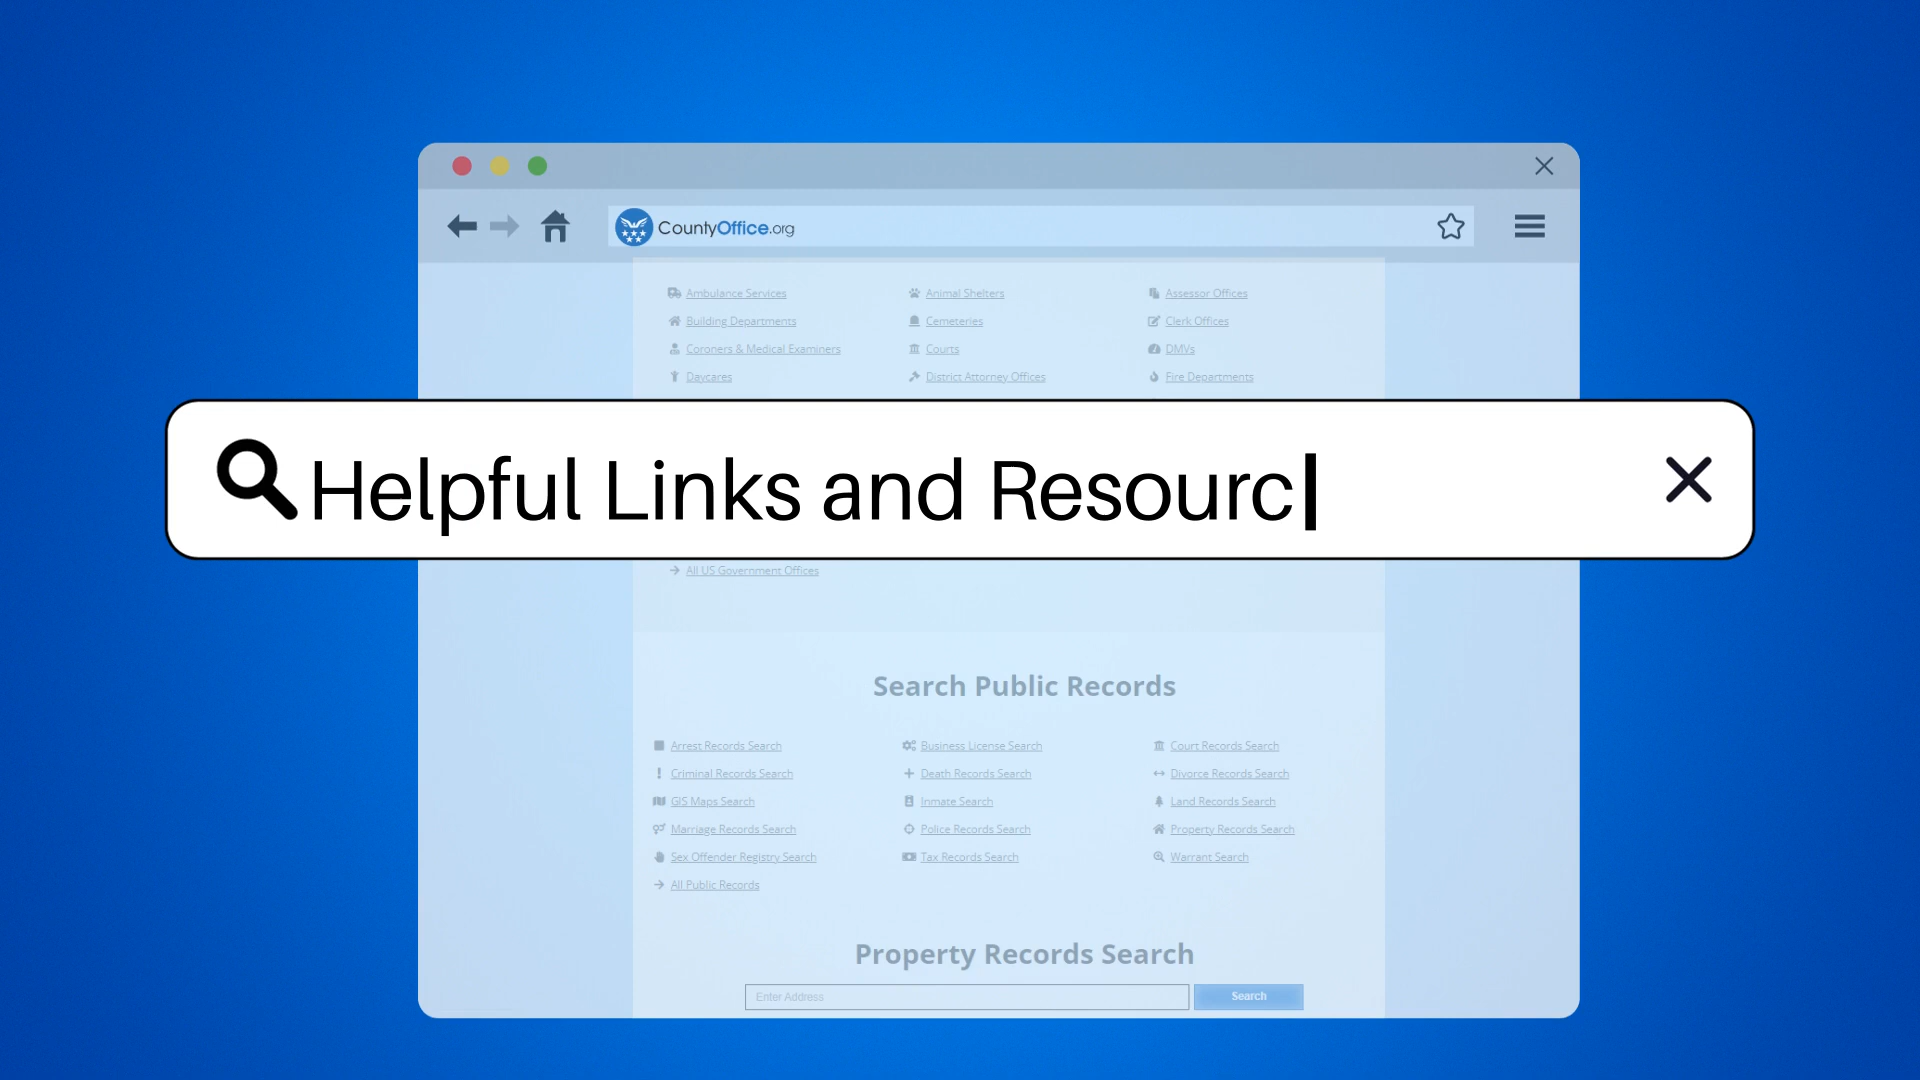 CountyOffice.org
Ambulance Services Animal Shelters Assessor Offices
Building Departments Cemeteries Clerk Offices
Coroners & Medical Examiners Courts DMVs
Daycares District Attorney Offices Fire Departments
Helpful Links and Resourc
All US Government Offices
Search Public Records
Arrest Records Search Business License Search Court Records Search
Criminal Records Search Death Records Search Divorce Records Search
GIS Maps Search Inmate Search Land Records Search
Marriage Records Search Police Records Search Property Records Search
Sex Offender Registry Search Tax Records Search Warrant Search
All Public Records
Property Records Search
Enter Address Search